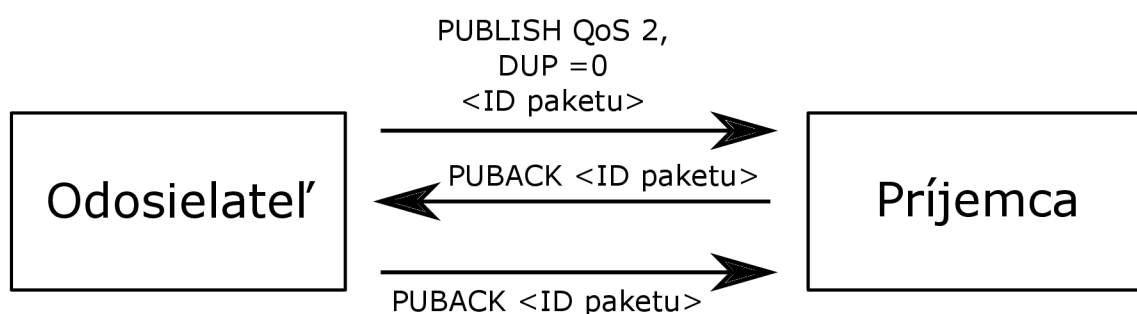 PUBLISH QoS 2,
DUP =0
<ID paketu>
Odosielateľ
PUBACK <ID paketu>
Príjemca
PUBACK <ID paketu>